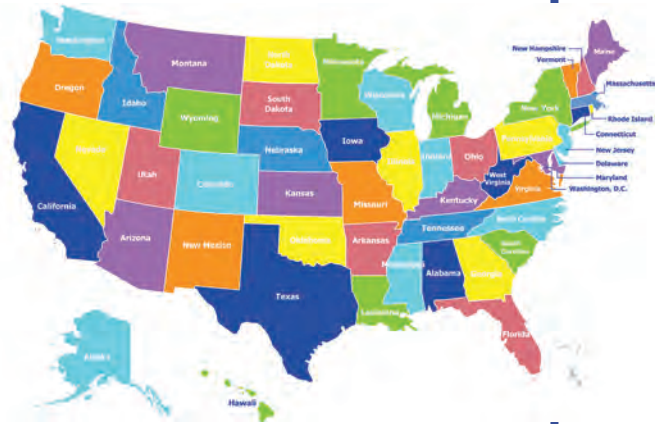 Washington
Oregon
California
Idaho
Nevada
Montana
Wyoming
Utah
Arizona
Colorado
New Mexico
North
Dakota
South
Dakota
Nebraska
Kansas
Oklahoma
Texas
Minnesota
Iowa
Missouri
Arkansas
Louisiana
Wisconsin
Illinois
Michigan
Indiana
Ohio
Kentucky
Tennessee
Mississippi
Alabama
Georgia
Florida
South
Carolina
North Carolina
Virginia
West
Virginia
Pennsylvania
New York
Vermont
New Hampshire
Maine
Massachusetts
Rhode Island
Connecticut
New Jersey
Delaware
Maryland
Washington, D.C.
Alaska
Hawaii